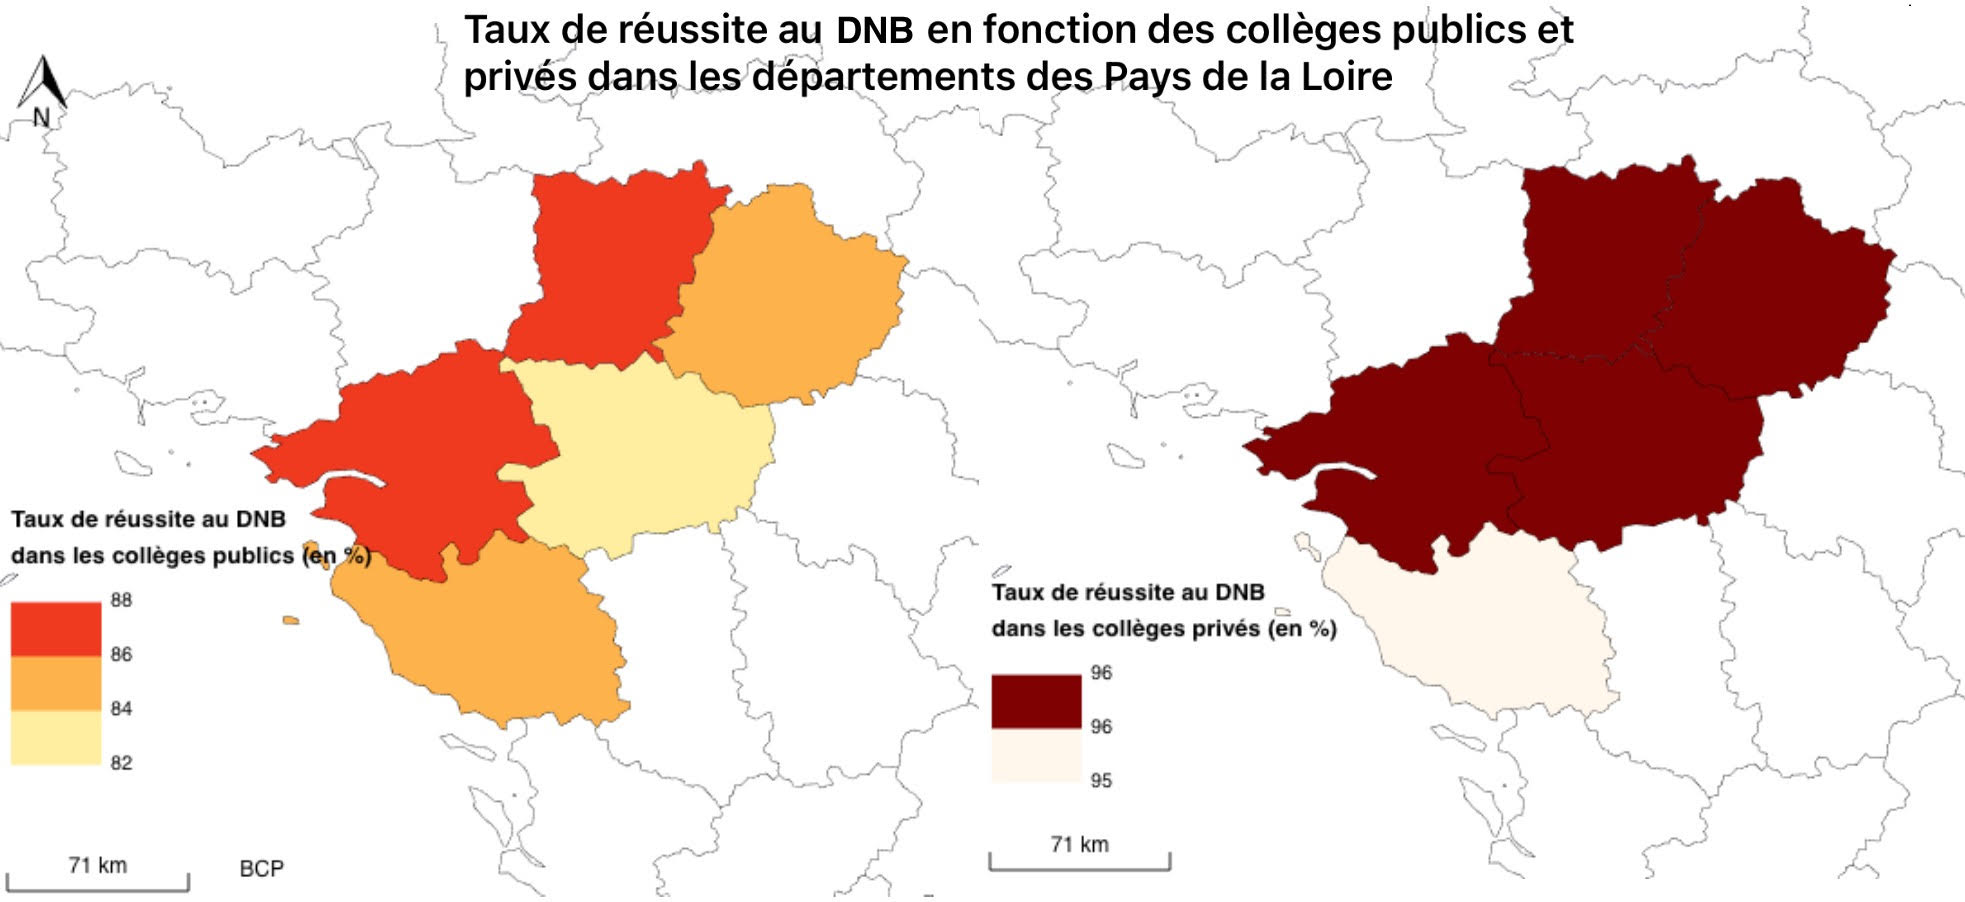 Taux de réussite au DNB en fonction des collèges publics et
privés dans les départements des Pays de la Loire
N
Taux de réussite au DNB
dans les collèges publics (en %)
88
86
84
82
71 km
BCP
Taux de réussite au DNB
dans les collèges privés (en %)
96
96
95
71 km